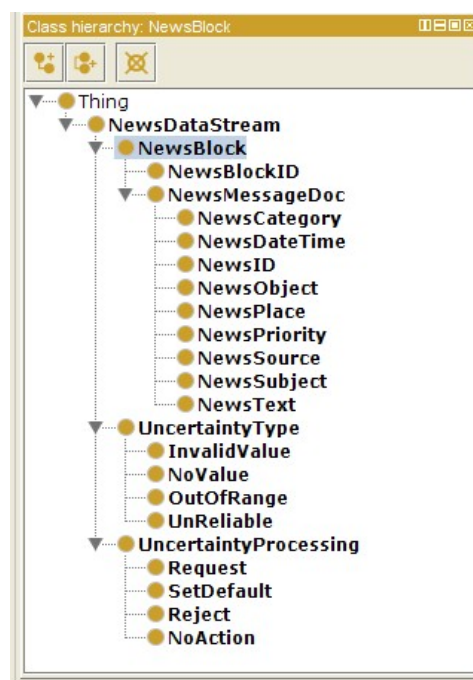 Class hierarchy: NewsBlock
Thing
NewsDataStream
NewsBlock
NewsBlockID
NewsMessageDoc
NewsCategory
NewsDateTime
NewsID
NewsObject
NewsPlace
NewsPriority
NewsSource
NewsSubject
NewsText
UncertaintyType
InvalidValue
NoValue
OutOfRange
UnReliable
UncertaintyProcessing
Request
SetDefault
Reject
NoAction